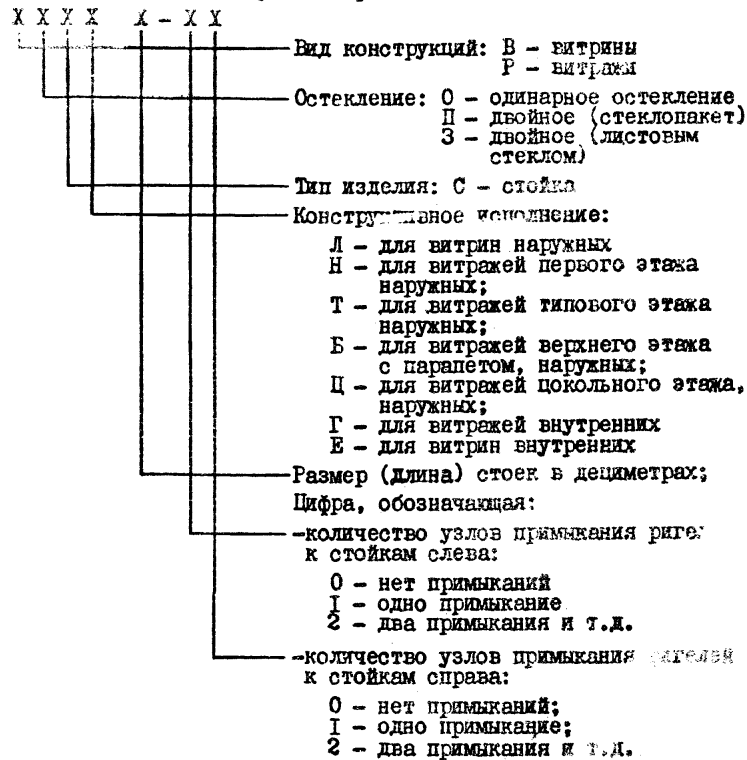 Х Х Х Х Х – Х Х
Вид конструкций: В – витрины
Р – витражи
Остекление: О – одинарное остекление
П – двойное (стеклопакет)
З – двойное (листовым
стеклом)
Тип изделия: С – стойка
Конструктивное исполнение:
Л – для витрин наружных
Н – для витражей первого этажа
наружных;
Т – для витражей типового этажа
наружных;
Б – для витражей верхнего этажа
с парапетом, наружных;
Ц – для витражей цокольного этажа,
наружных;
Г – для витражей внутренних
Е – для витрин внутренних
Размер (длина) стоек в дециметрах;
Цифра, обозначающая:
–количество узлов примыкания риге
к стойкам слева:
0 – нет примыканий
I – одно примыкание
2 – два примыкания и т.д.
–количество узлов примыкания ригелей
к стойкам справа:
0 – нет примыканий;
I – одно примыкание;
2 – два примыкания и т.д.